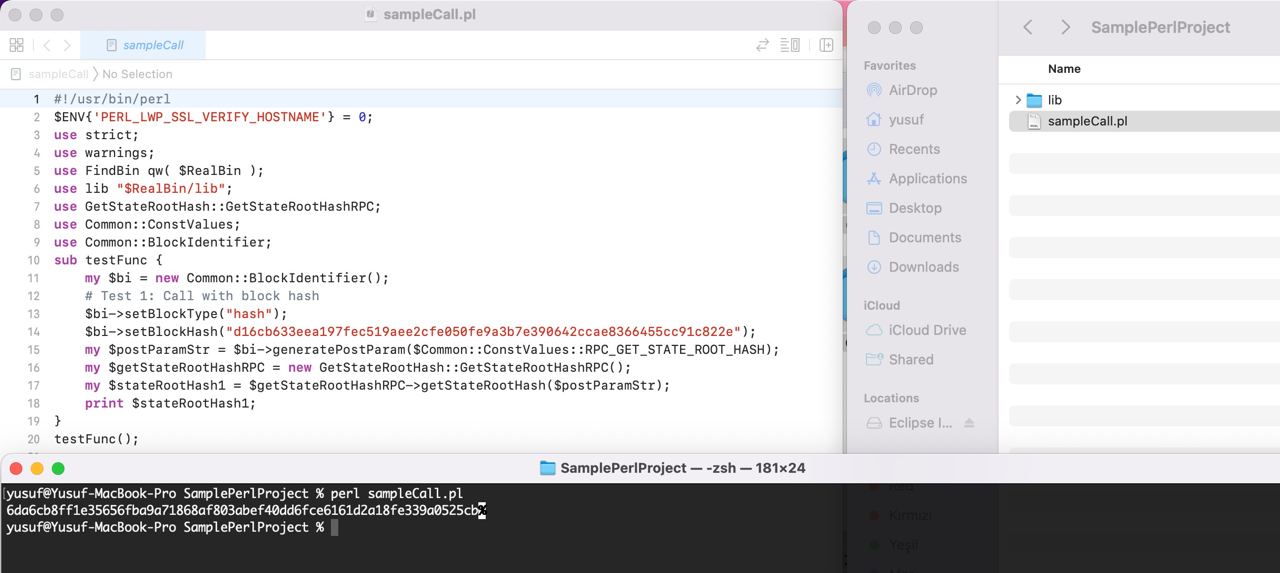 sampleCall.pl
sampleCall
sampleCall 〉No Selection
1 #!/usr/bin/perl
2 $ENV{'PERL_LWP_SSL_VERIFY_HOSTNAME'} = 0;
3 use strict;
4 use warnings;
5 use FindBin qw( $RealBin );
6 use lib "$RealBin/lib";
7 use GetStateRootHash::GetStateRootHashRPC;
8 use Common::ConstValues;
9 use Common::BlockIdentifier;
10 sub testFunc {
11 my $bi = new Common::BlockIdentifier();
12 # Test 1: Call with block hash
13 $bi->setBlockType("hash");
14 $bi->setBlockHash("d16cb633eea197fec519aee2cfe050fe9a3b7e390642ccae8366455cc91c822e");
15 my $postParamStr = $bi->generatePostParam($Common::ConstValues::RPC_GET_STATE_ROOT_HASH);
16 my $getStateRootHashRPC = new GetStateRootHash::GetStateRootHashRPC();
17 my $stateRootHash1 = $getStateRootHashRPC->getStateRootHash($postParamStr);
18 print $stateRootHash1;
19 }
20 testFunc();
Favorites
AirDrop
yusuf
Recents
Applications
Desktop
Documents
Downloads
iCloud
iCloud Drive
Shared
Locations
Eclipse I...
Kırmızı
Yeşil
SamplePerlProject
Name
lib
sampleCall.pl
SamplePerlProject — -zsh — 181×24
yusuf@Yusuf-MacBook-Pro SamplePerlProject % perl sampleCall.pl
6da6cb8ff1e35656fba9a71868af803abef40dd6fce6161d2a18fe339a0525cb%
yusuf@Yusuf-MacBook-Pro SamplePerlProject %